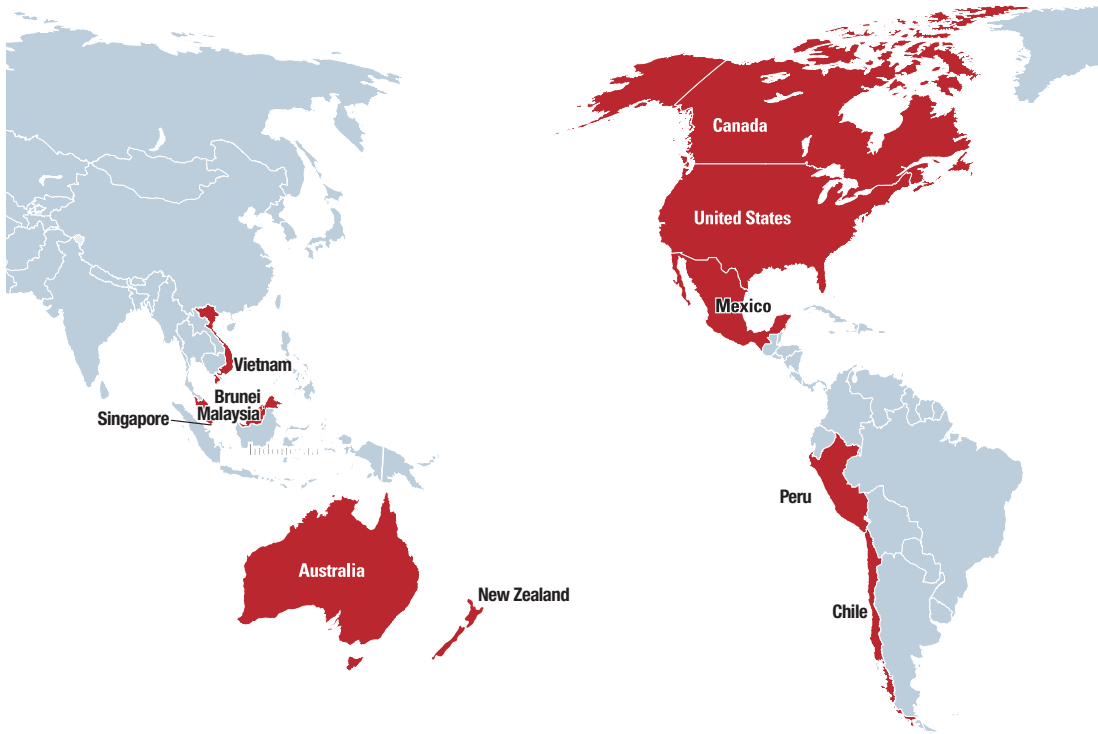 Canada
United States
Mexico
Vietnam
Brunei
Malaysia
Singapore
Peru
Australia
New Zealand
Chile